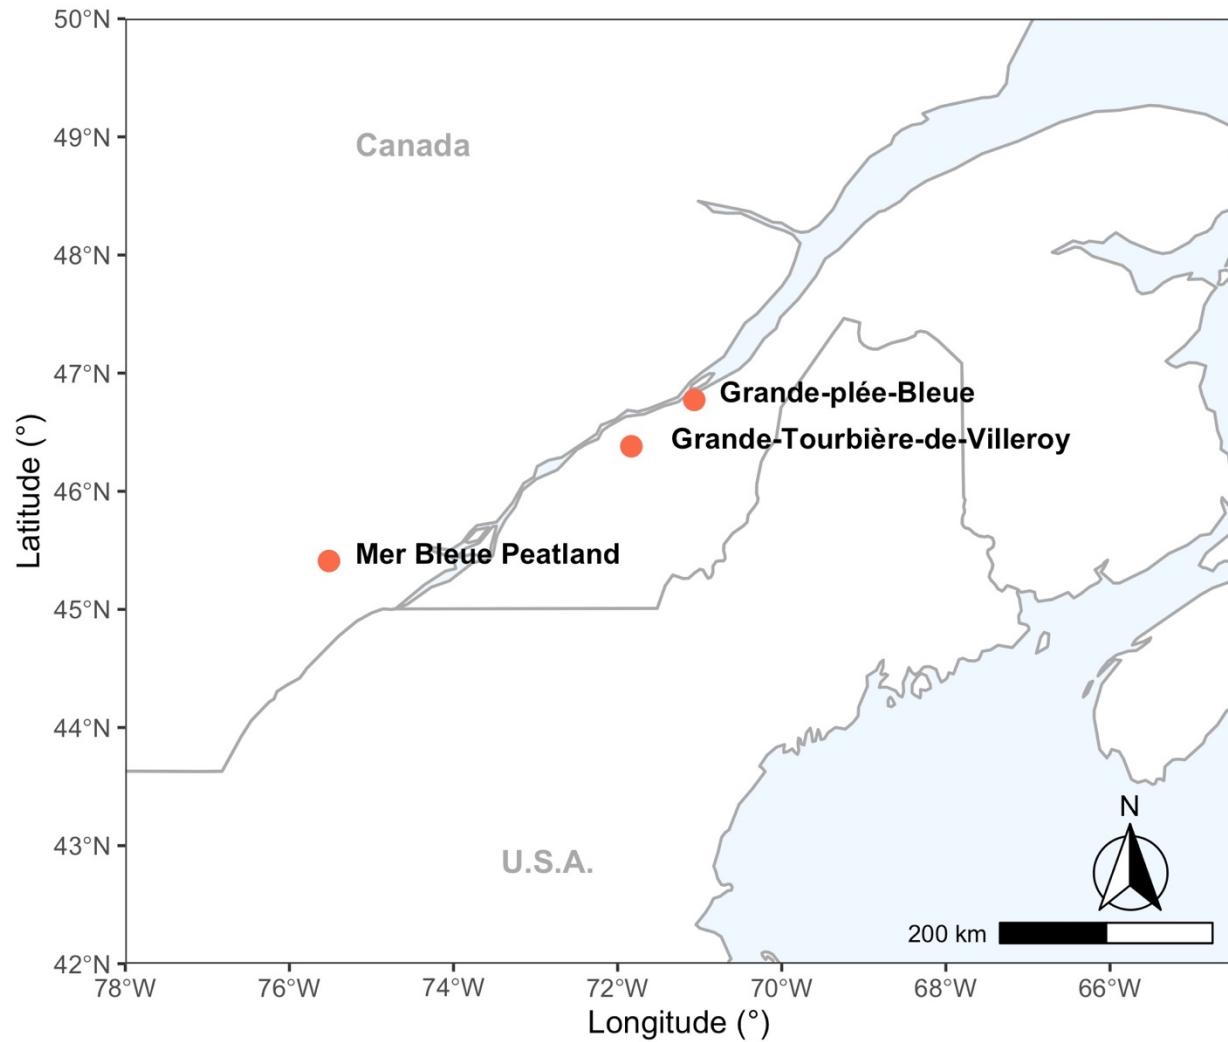 50°N
49°N
Canada
48°N
47°N
Grande-plée-Bleue
Grande-Tourbière-de-Villeroy
46°N
Mer Bleue Peatland
45°N
44°N
43°N
U.S.A.
N
200 km
42°N
78°W 76°W 74°W 72°W 70°W 68°W 66°W
Longitude (°)
Latitude (°)